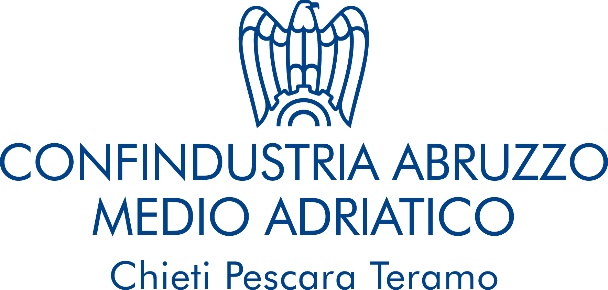 CONFINDUSTRIA ABRUZZO
MEDIO ADRIATICO
Chieti Pescara Teramo